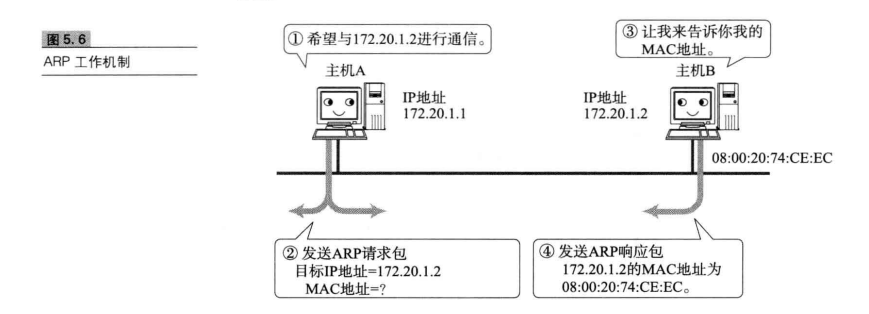 图 5.6
ARP 工作机制
① 希望与172.20.1.2进行通信。
③ 让我来告诉你我的
MAC地址。
主机A
主机B
IP地址
172.20.1.1
IP地址
172.20.1.2
08:00:20:74:CE:EC
② 发送ARP请求包
目标IP地址=172.20.1.2
MAC地址=?
④ 发送ARP响应包
172.20.1.2的MAC地址为
08:00:20:74:CE:EC。